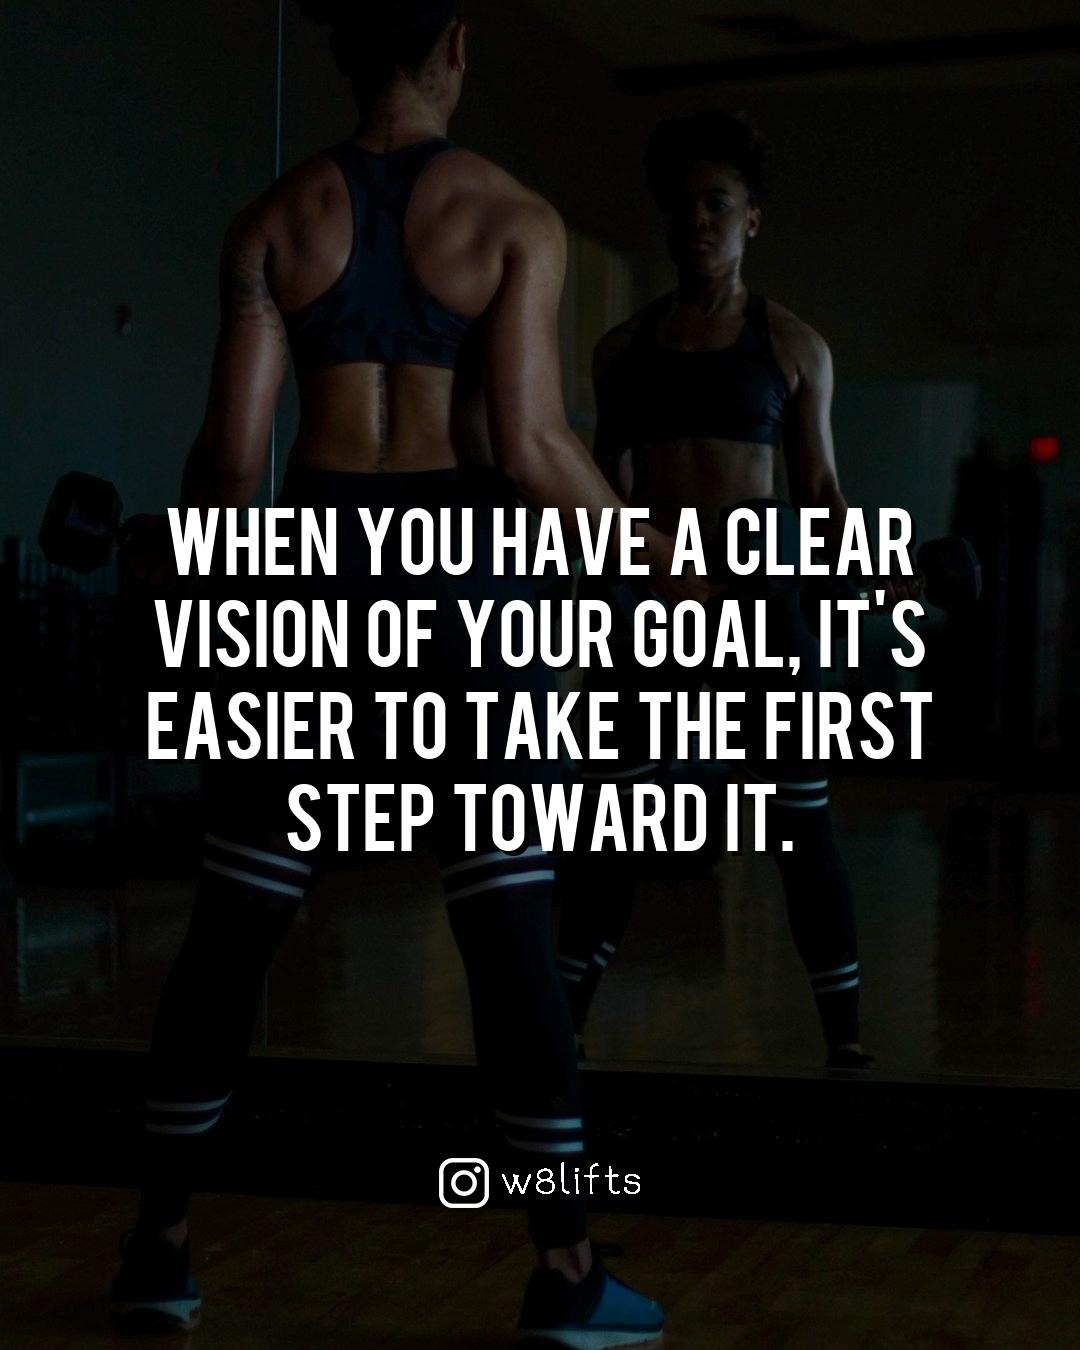 WHEN YOU HAVE A CLEAR
VISION OF YOUR GOAL, IT'S
EASIER TO TAKE THE FIRST
STEP TOWARD IT.
w8lifts